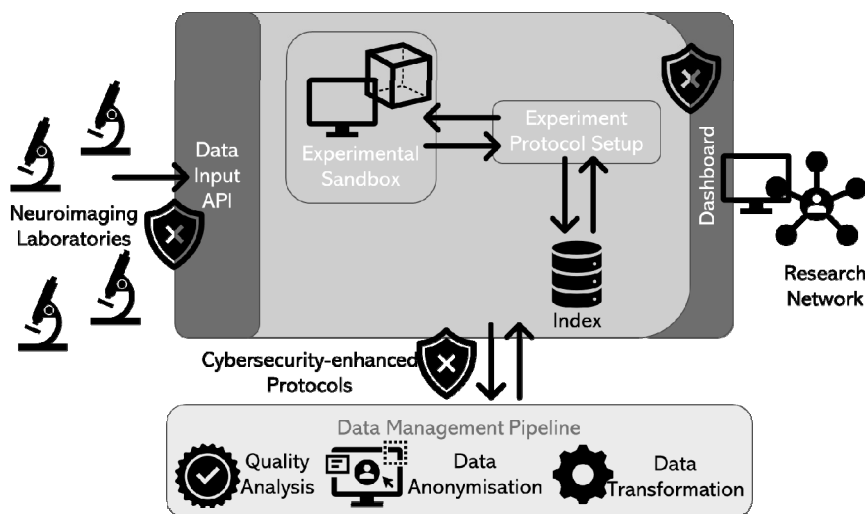 Experiment
Protocol Setup
Experimental
Sandbox
Data
Input
API
Neuroimaging
Laboratories
Dashboard
Index
Research
Network
Cybersecurity-enhanced
Protocols
Data Management Pipeline
Quality
Analysis
Data
Anonymisation
Data
Transformation